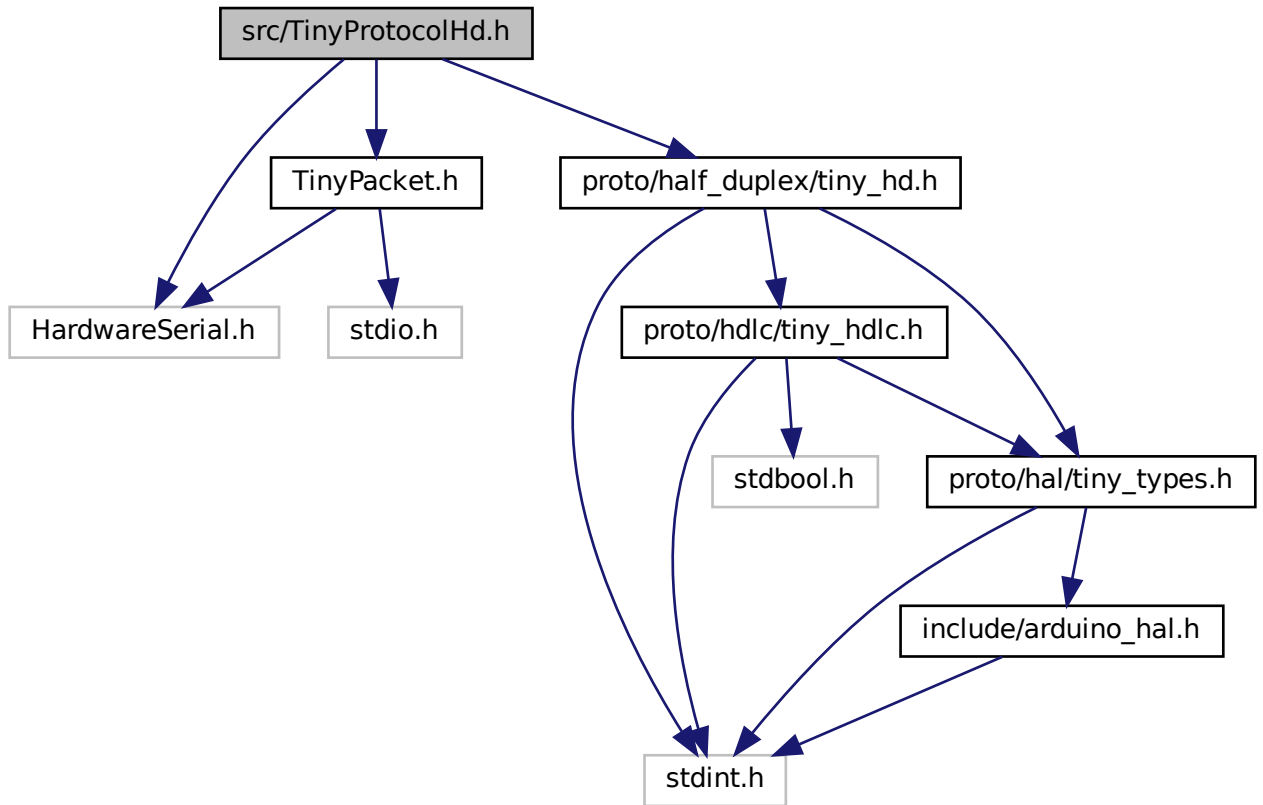 src/TinyProtocolHd.h
TinyPacket.h
proto/half_duplex/tiny_hd.h
HardwareSerial.h
stdio.h
proto/hdlc/tiny_hdlc.h
stdbool.h
proto/hal/tiny_types.h
include/arduino_hal.h
stdint.h